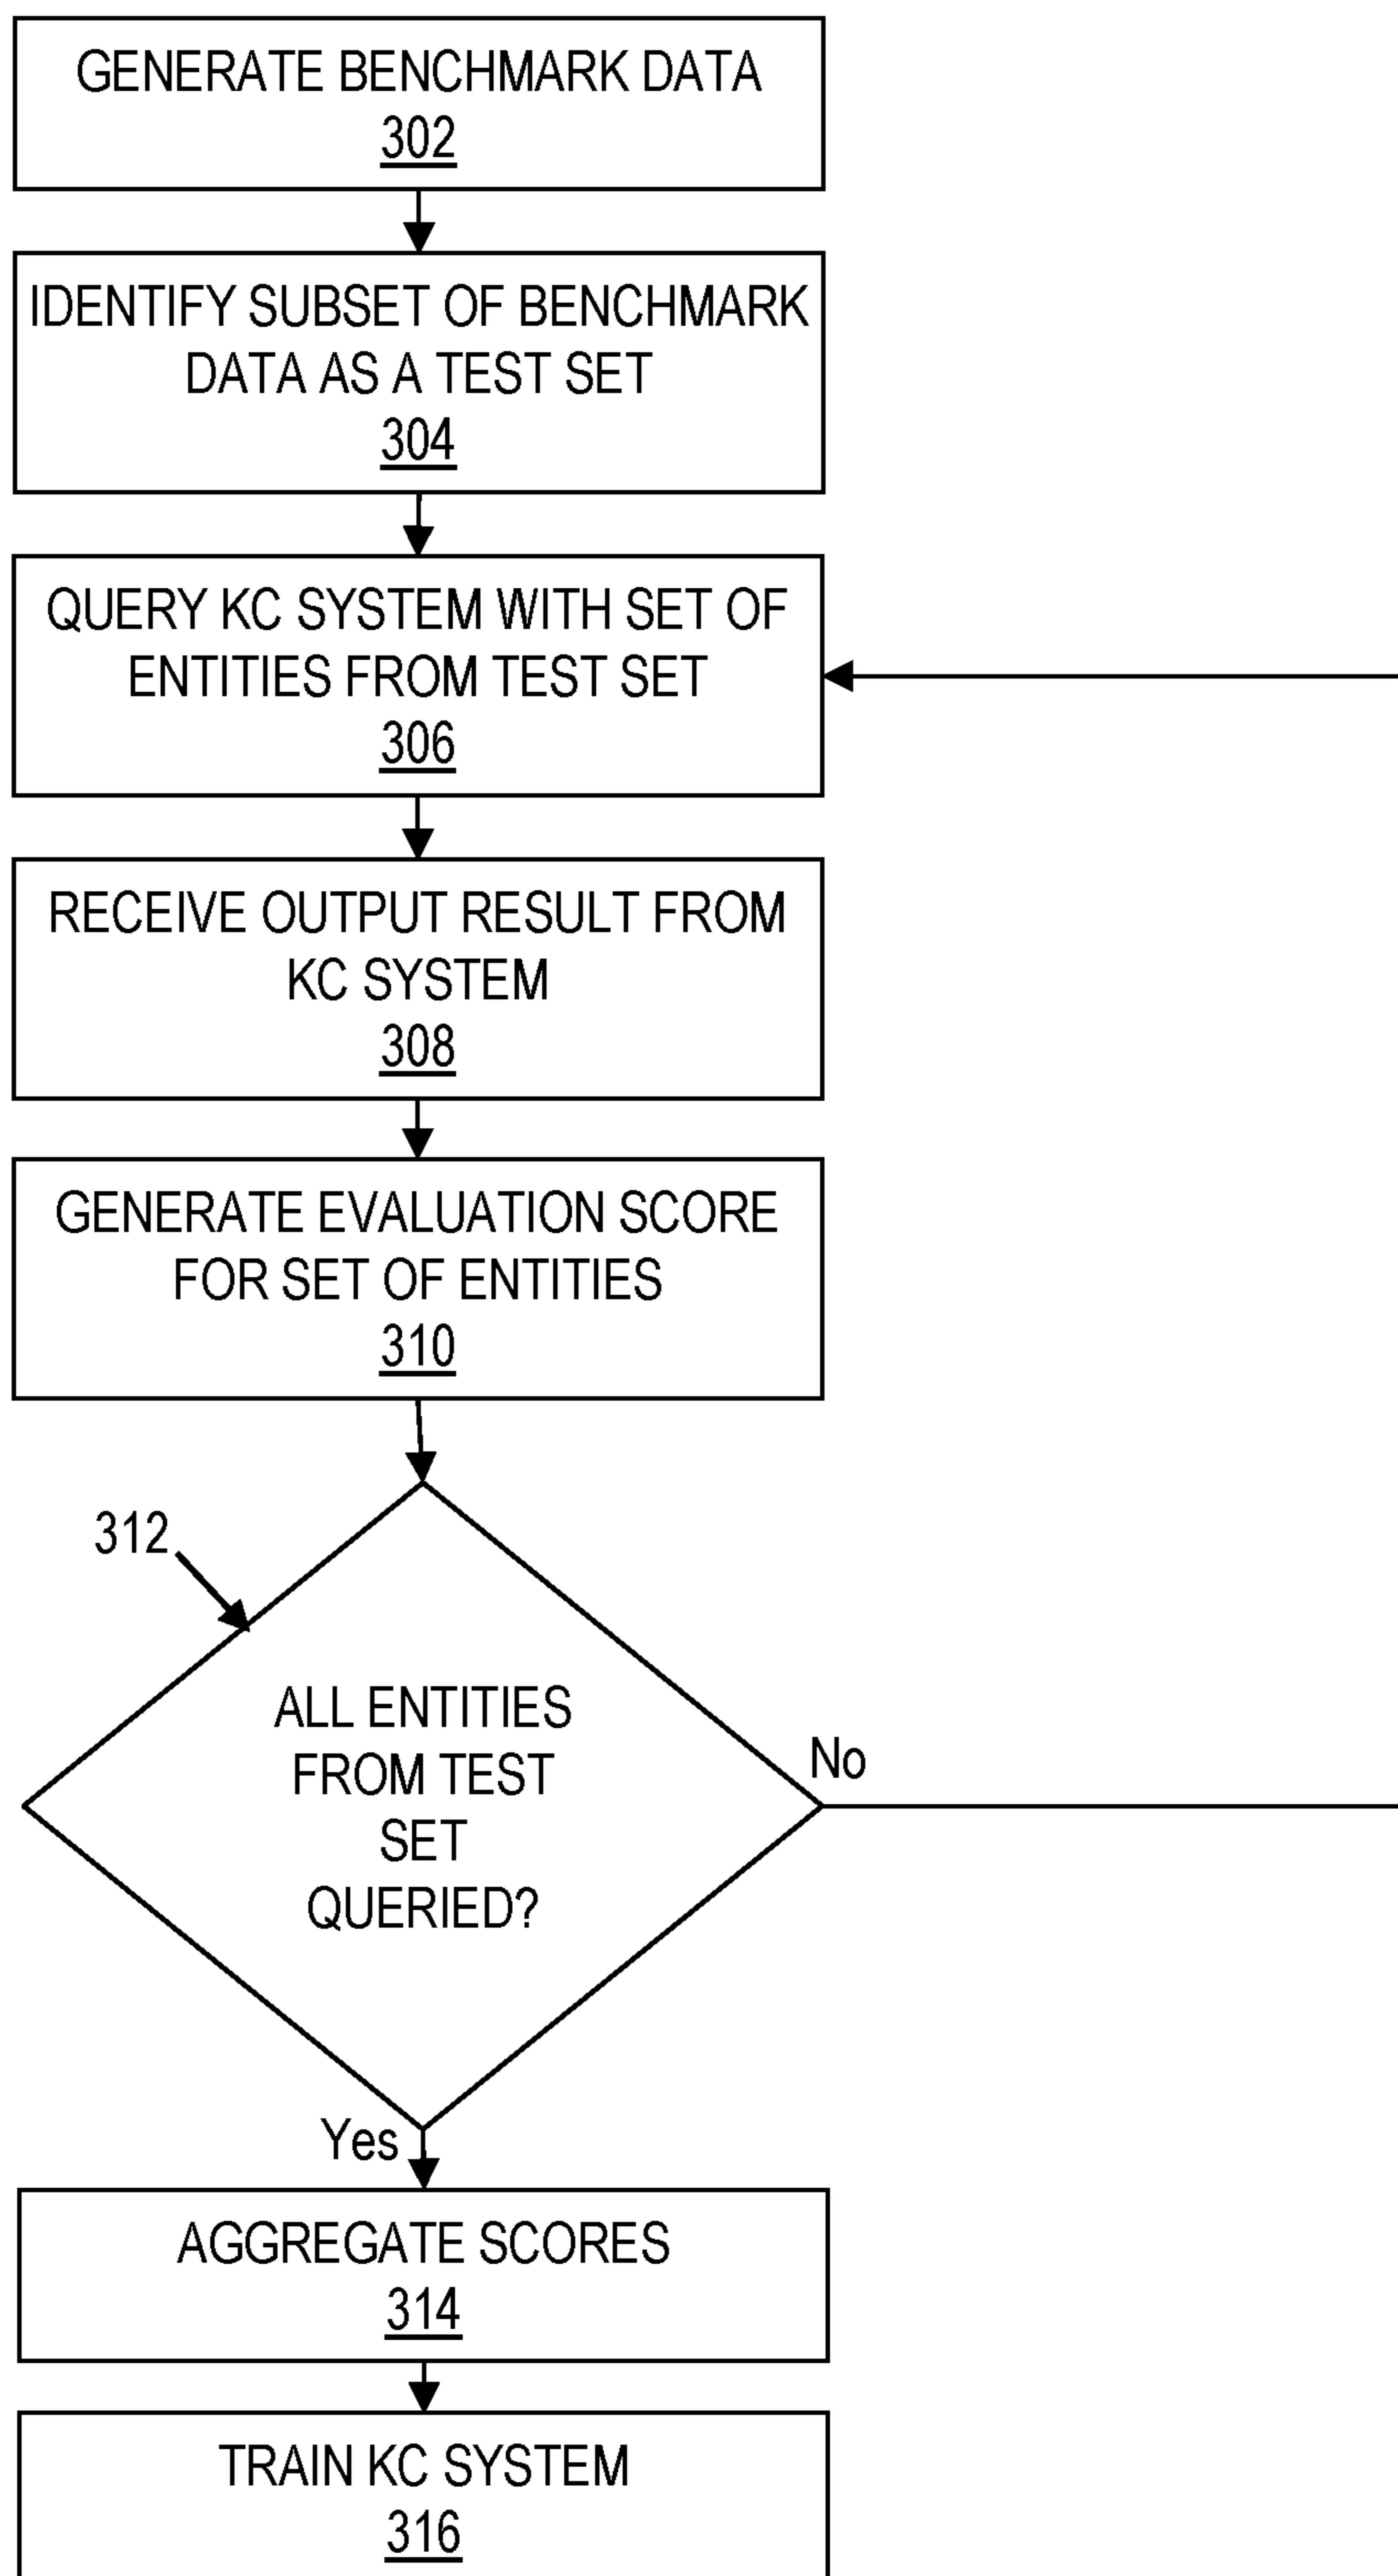 GENERATE BENCHMARK DATA
302
IDENTIFY SUBSET OF BENCHMARK
DATA AS A TEST SET
304
QUERY KC SYSTEM WITH SET OF
ENTITIES FROM TEST SET
306
RECEIVE OUTPUT RESULT FROM
KC SYSTEM
308
GENERATE EVALUATION SCORE
FOR SET OF ENTITIES
310
312
ALL ENTITIES
FROM TEST
SET
QUERIED?
No
Yes
AGGREGATE SCORES
314
TRAIN KC SYSTEM
316